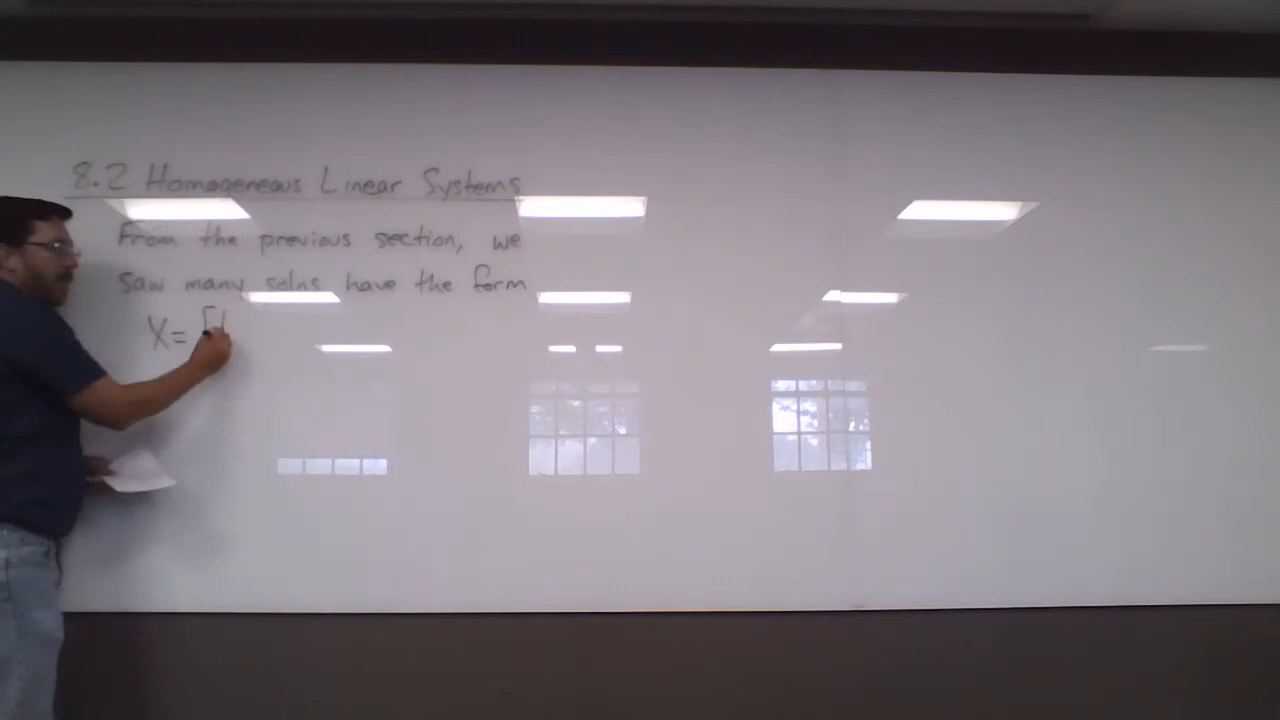 8.2 Homogeneous Linear Systems
From the previous section, we
saw many solns have the form
X = [